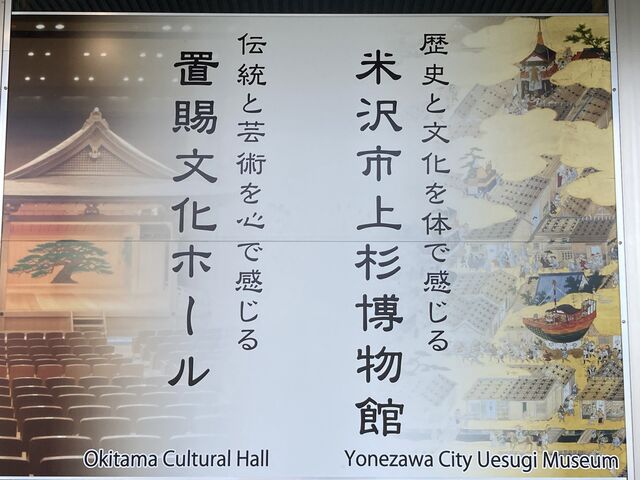 歴史と文化を体で感じる
米沢市上杉博物館
伝統と芸術を心で感じる
置賜文化ホール
Okitama Cultural Hall
Yonezawa City Uesugi Museum